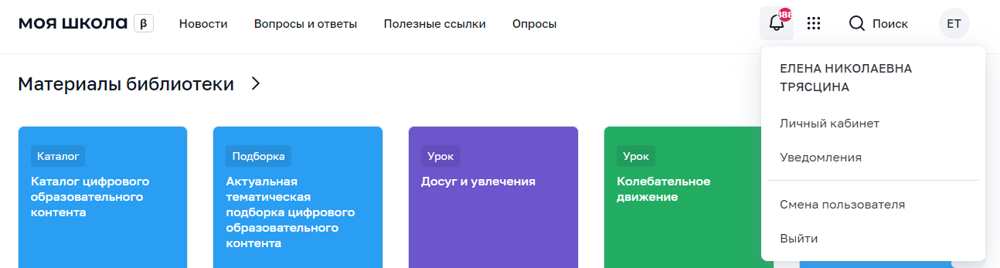 моя школа β Новости Вопросы и ответы Полезные ссылки Опросы 888 Поиск ЕТ
ЕЛЕНА НИКОЛАЕВНА
ТРЯСЦИНА
Личный кабинет
Уведомления
Смена пользователя
Выйти
Материалы библиотеки
Каталог
Каталог цифрового
образовательного
контента
Подборка
Актуальная
тематическая
подборка цифрового
образовательного
контента
Урок
Досуг и увлечения
Урок
Колебательное
движение